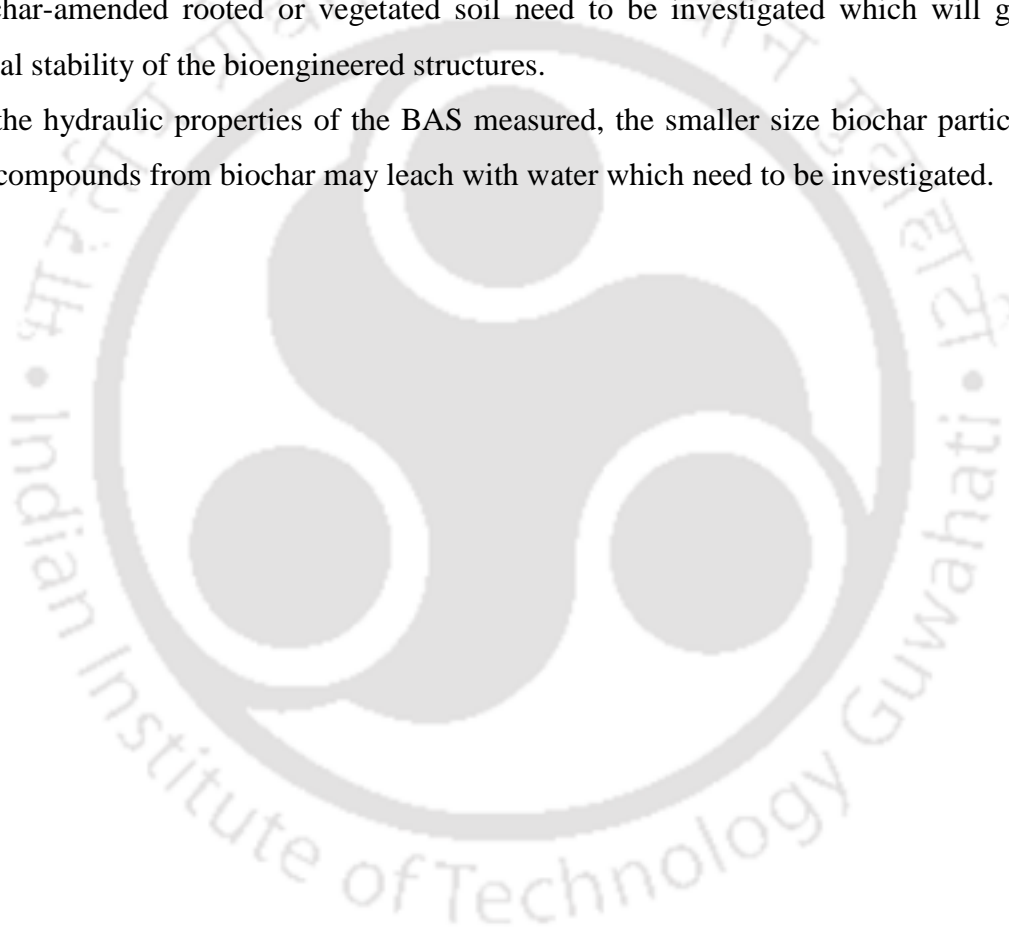 char-amended rooted or vegetated soil need to be investigated which will g
al stability of the bioengineered structures.
the hydraulic properties of the BAS measured, the smaller size biochar partic
compounds from biochar may leach with water which need to be investigated.
भारतीय
गुवाहाटी
Indian Institute of Technology Guwahati